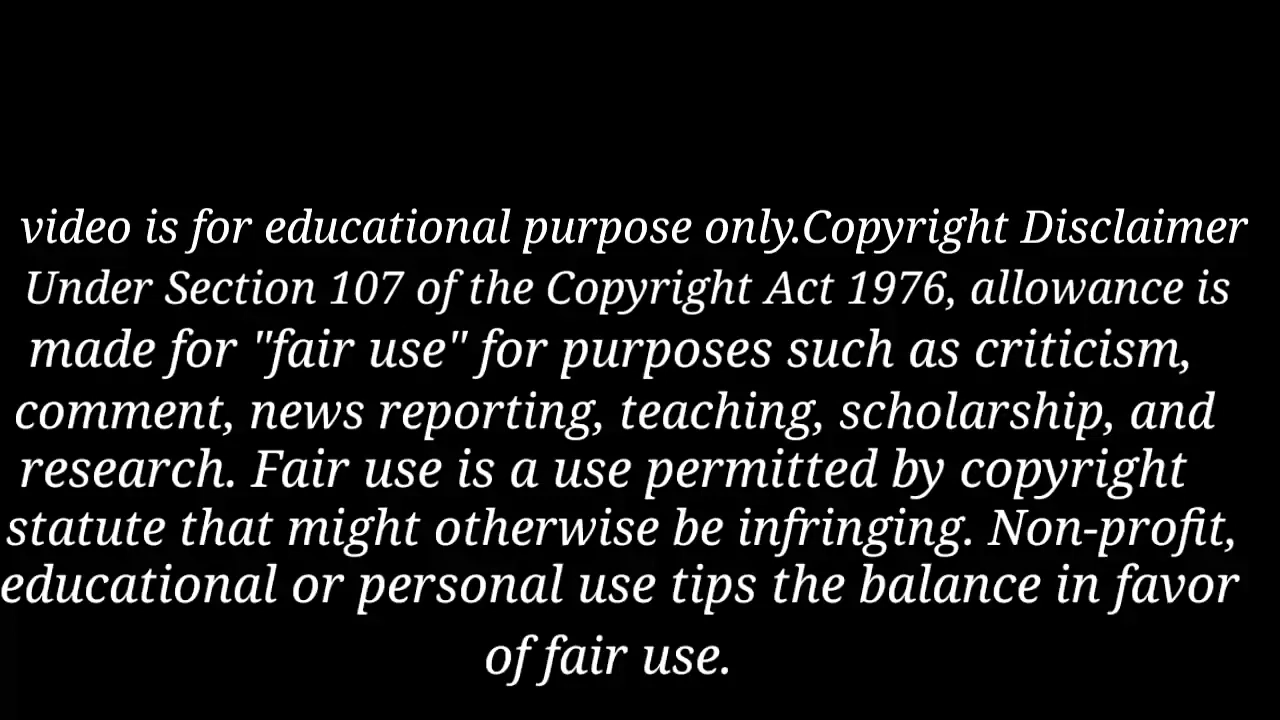 video is for educational purpose only.Copyright Disclaimer
Under Section 107 of the Copyright Act 1976, allowance is
made for "fair use" for purposes such as criticism,
comment, news reporting, teaching, scholarship, and
research. Fair use is a use permitted by copyright
statute that might otherwise be infringing. Non-profit,
educational or personal use tips the balance in favor
of fair use.